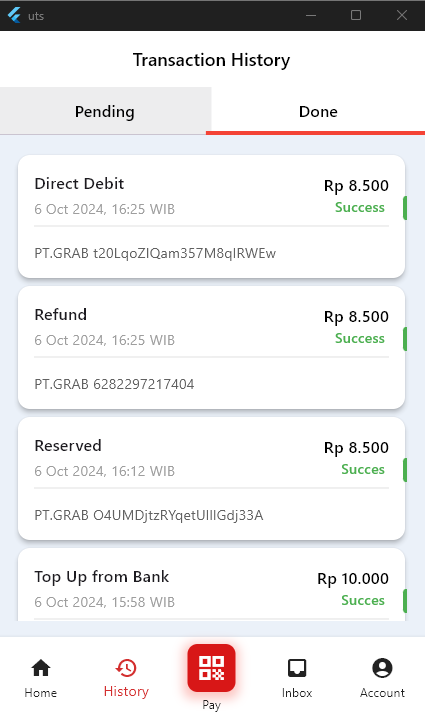 uts
Transaction History
Pending Done
Direct Debit Rp 8.500
6 Oct 2024, 16:25 WIB Success
PT.GRAB t20LqoZIQam357M8qlRWEw
Refund Rp 8.500
6 Oct 2024, 16:25 WIB Success
PT.GRAB 6282297217404
Reserved Rp 8.500
6 Oct 2024, 16:12 WIB Succes
PT.GRAB O4UMDjtzRYqetUlIIGdj33A
Top Up from Bank Rp 10.000
6 Oct 2024, 15:58 WIB Succes
Home History Pay Inbox Account